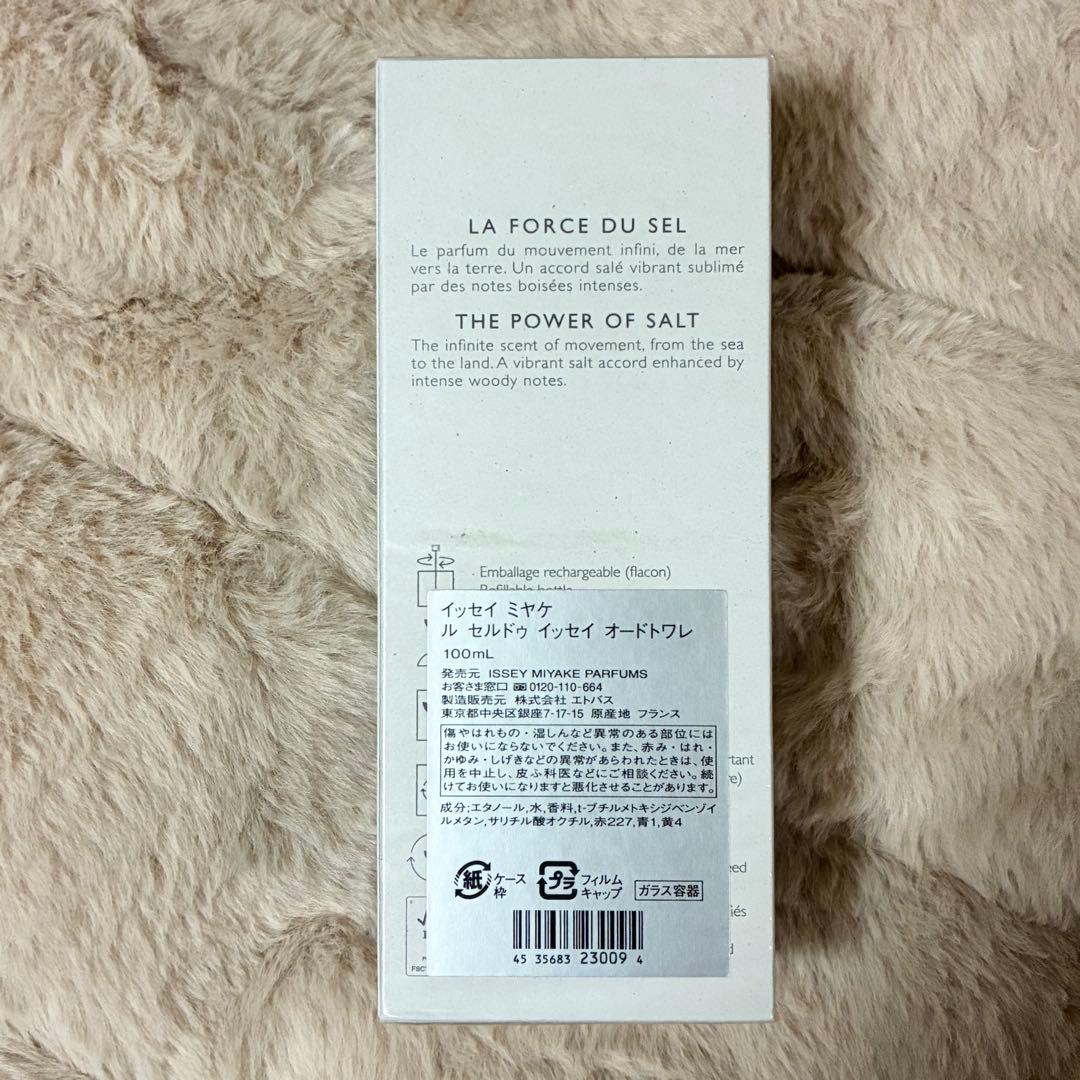 LA FORCE DU SEL
Le parfum du mouvement infini, de la mer
vers la terre. Un accord salé vibrant sublimé
par des notes boisées intenses.
THE POWER OF SALT
The infinite scent of movement, from the sea
to the land. A vibrant salt accord enhanced by
intense woody notes.
Emballage rechargeable (flacon)
Refillable bottle
イッセイ ミヤケ
ル セルドゥ イッセイ オードトワレ
100mL
発売元 ISSEY MIYAKE PARFUMS
お客さま窓口 0120-110-664
製造販売元 株式会社 エトバス
東京都中央区銀座7-17-15 原産地 フランス
傷やはれもの・湿しんなど異常のある部位には
お使いにならないでください。また、赤み・はれ・
かゆみ・しげきなどの異常があらわれたときは、使
用を中止し、皮ふ科医などにご相談ください。続
けてお使いになりますと悪化することがあります。
成分;エタノール,水,香料,t-ブチルメトキシジベンゾイ
ルメタン,サリチル酸オクチル,赤227,青1,黄4
紙 ケース
枠
プラ フィルム
キャップ
ガラス容器
45 35683 23009 4
FSC